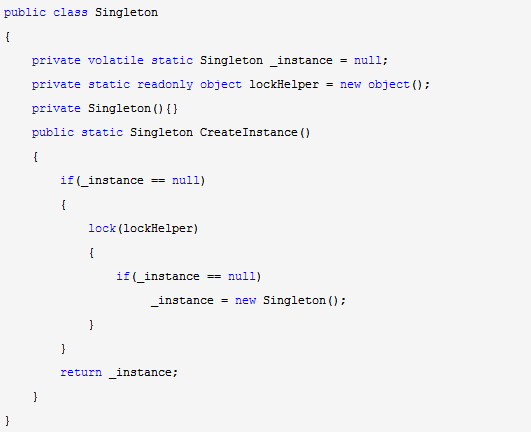 public class Singleton
{
    private volatile static Singleton _instance = null;
    private static readonly object lockHelper = new object();
    private Singleton(){}
    public static Singleton CreateInstance()
    {
        if(_instance == null)
        {
            lock(lockHelper)
            {
                if(_instance == null)
                     _instance = new Singleton();
            }
        }
        return _instance;
    }
}